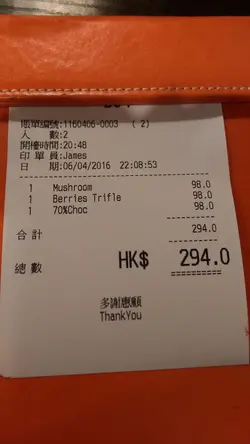 賬單編號:1160406-0003 ( 2)
人 數:2
開檯時間:20:48
印 單 員:James
日 期:06/04/2016 22:08:53
1 Mushroom 98.0
1 Berries Trifle 98.0
1 70%Choc 98.0
合計 294.0
總數 HK$ 294.0
多謝惠顧
ThankYou